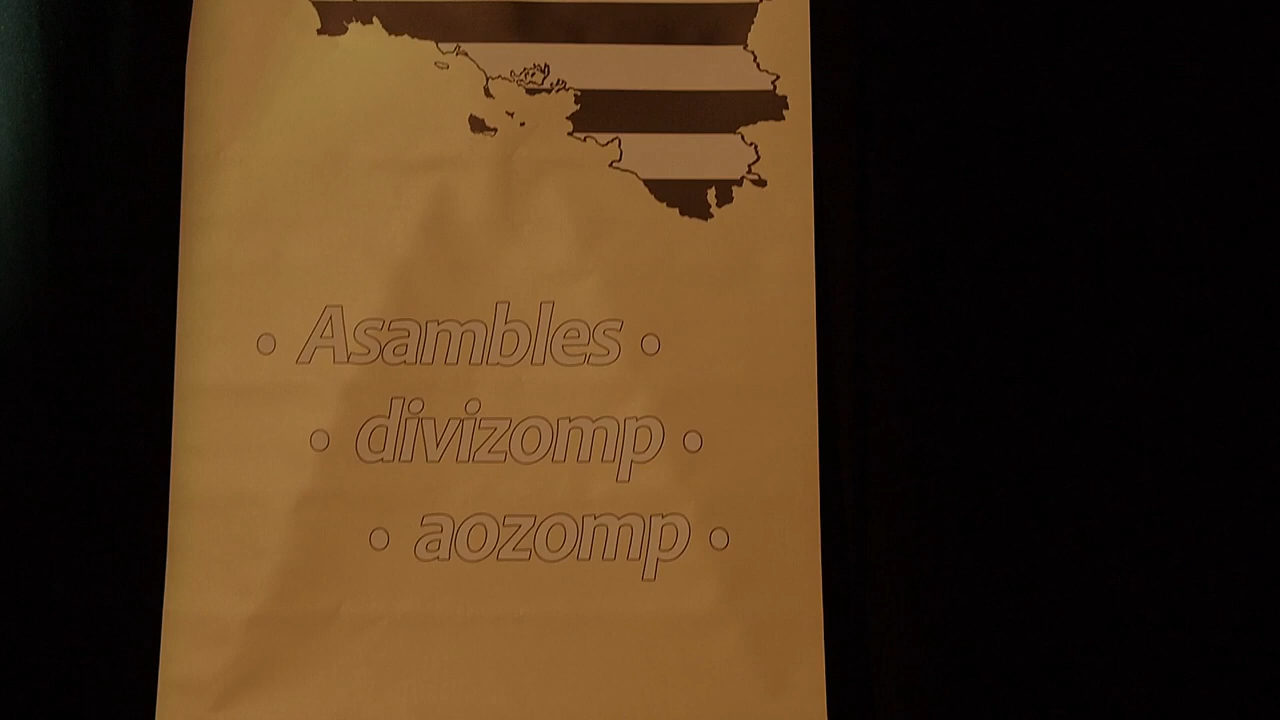 • Asambles •
• divizomp •
• aozomp •